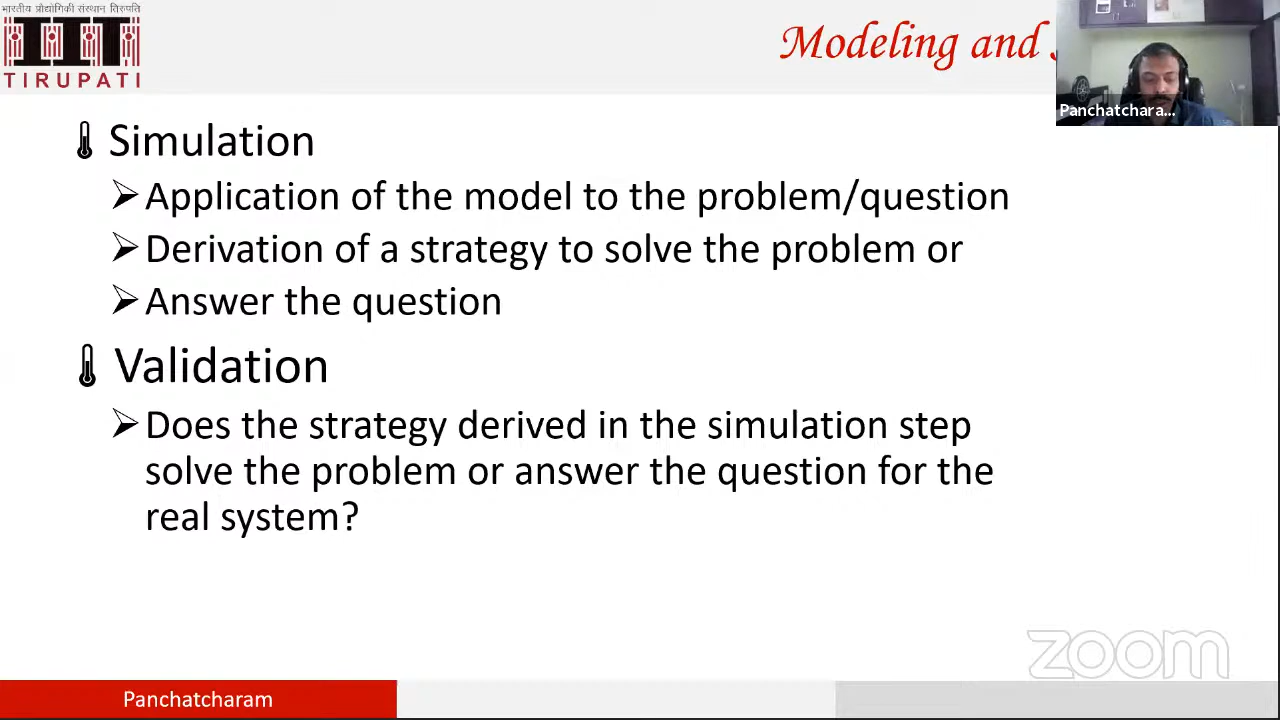 भारतीय प्रौद्योगिकी संस्थान तिरुपति
TIRUPATI
Modeling and
Panchatchara...
Simulation
Application of the model to the problem/question
Derivation of a strategy to solve the problem or
Answer the question
Validation
Does the strategy derived in the simulation step
solve the problem or answer the question for the
real system?
zoom
Panchatcharam